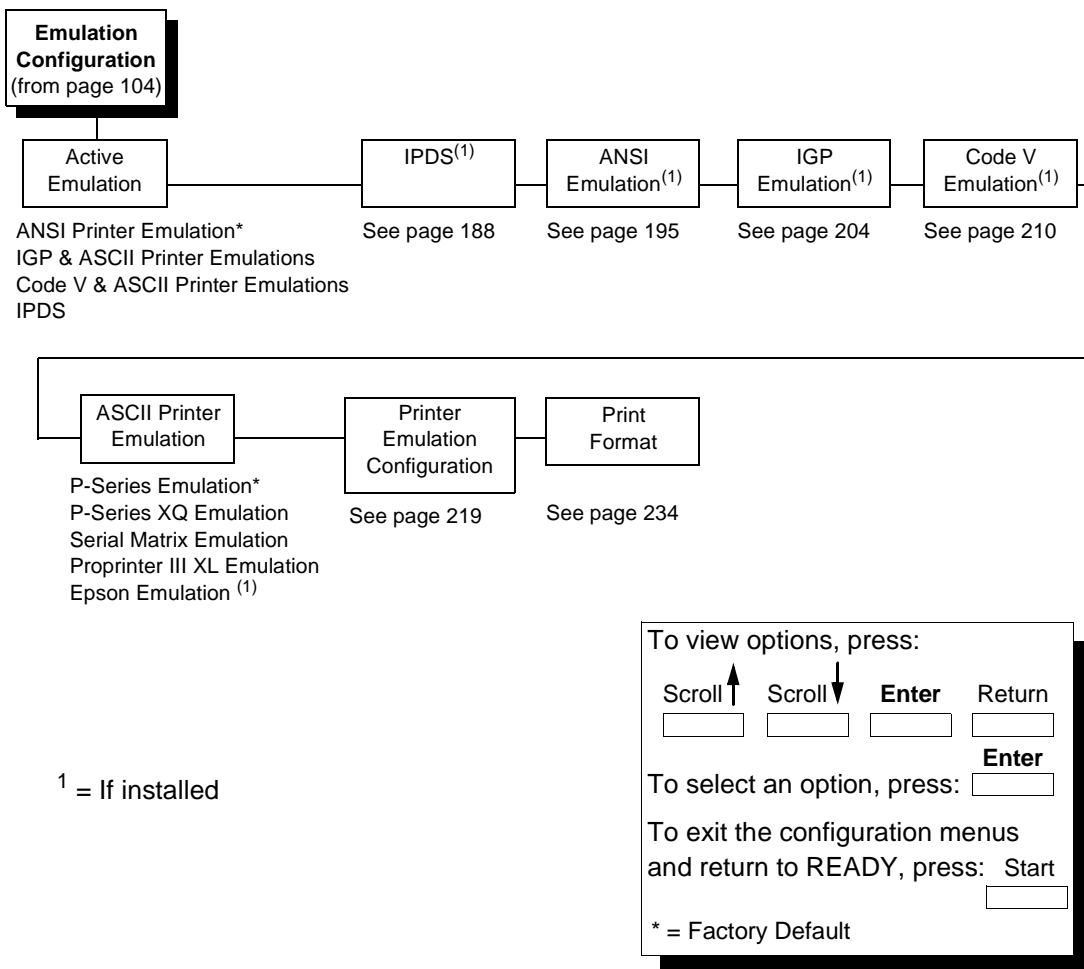 Emulation
Configuration
(from page 104)
Active
Emulation
IPDS(1)
ANSI
Emulation(1)
IGP
Emulation(1)
Code V
Emulation(1)
ANSI Printer Emulation*
IGP & ASCII Printer Emulations
Code V & ASCII Printer Emulations
IPDS
See page 188
See page 195
See page 204
See page 210
ASCII Printer
Emulation
Printer
Emulation
Configuration
Print
Format
P-Series Emulation*
P-Series XQ Emulation
Serial Matrix Emulation
Proprinter III XL Emulation
Epson Emulation (1)
See page 219
See page 234
To view options, press:
Scroll Scroll Enter Return
Enter
To select an option, press:
To exit the configuration menus
and return to READY, press: Start
* = Factory Default
1 = If installed